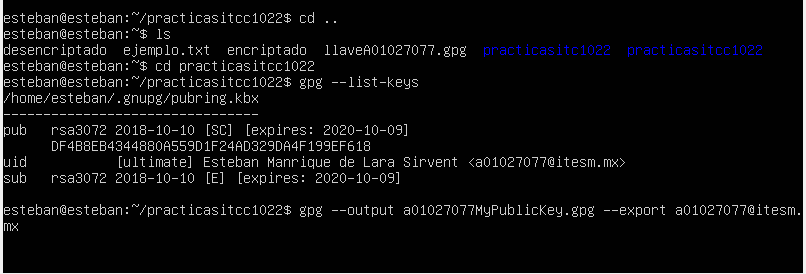 esteban@esteban:~/practicasitcc1022$ cd ..
esteban@esteban:~$ ls
desencriptado  ejemplo.txt  encriptado  llaveA01027077.gpg  practicasitc1022  practicasitcc1022
esteban@esteban:~$ cd practicasitcc1022
esteban@esteban:~/practicasitcc1022$ gpg --list-keys
/home/esteban/.gnupg/pubring.kbx
--------------------------------
pub   rsa3072 2018-10-10 [SC] [expires: 2020-10-09]
      DF4B8EB4344880A559D1F24AD329DA4F199EF618
uid           [ultimate] Esteban Manrique de Lara Sirvent <a01027077@itesm.mx>
sub   rsa3072 2018-10-10 [E] [expires: 2020-10-09]
esteban@esteban:~/practicasitcc1022$ gpg --output a01027077MyPublicKey.gpg --export a01027077@itesm.
mx